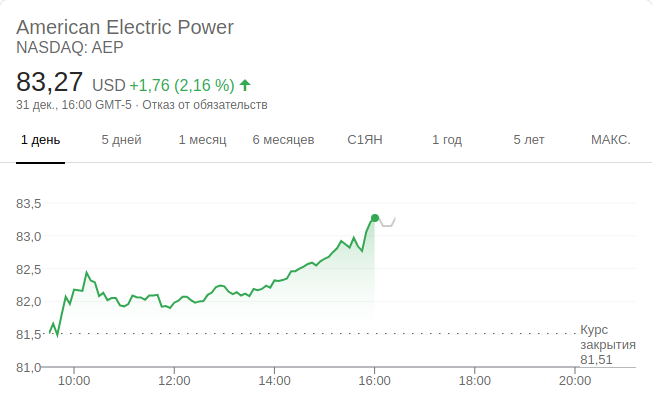 American Electric Power
NASDAQ: AEP
83,27 USD +1,76 (2,16 %)
31 дек., 16:00 GMT-5 · Отказ от обязательств
1 день 5 дней 1 месяц 6 месяцев С1ЯН 1 год 5 лет МАКС.
83,5
83,0
82,5
82,0
81,5
81,0
Курс
закрытия
81,51
10:00 12:00 14:00 16:00 18:00 20:00